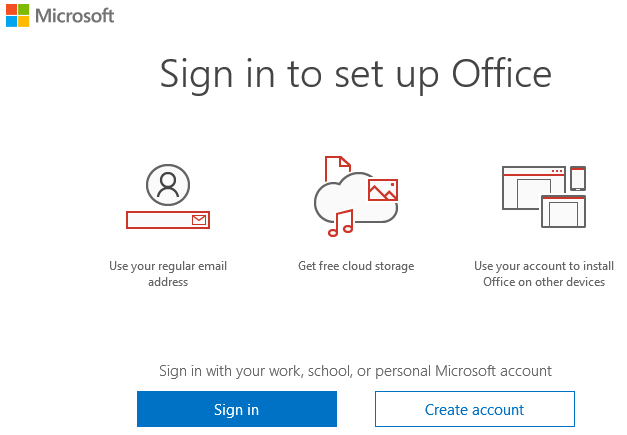 Microsoft
Sign in to set up Office
Use your regular email
address
Get free cloud storage
Use your account to install
Office on other devices
Sign in with your work, school, or personal Microsoft account
Sign in
Create account